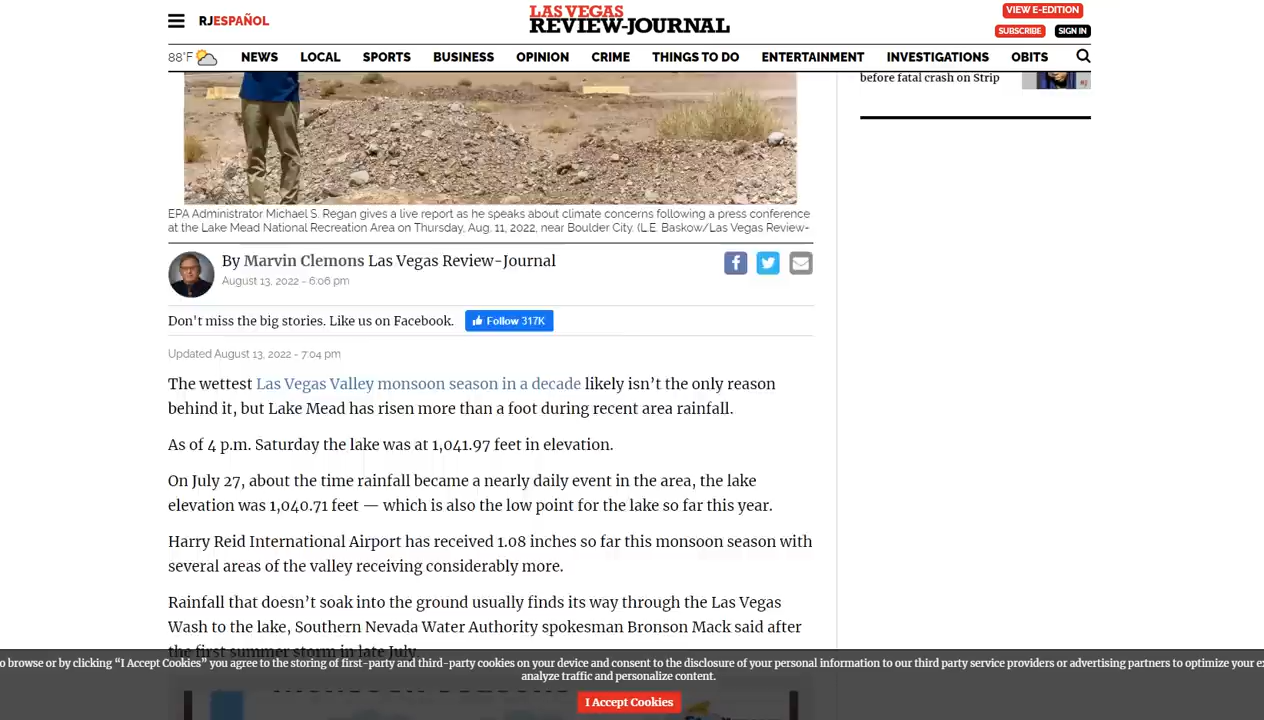 RJESPAÑOL
LAS VEGAS
REVIEW-JOURNAL
VIEW E-EDITION
SUBSCRIBE
SIGN IN
88°F
NEWS
LOCAL
SPORTS
BUSINESS
OPINION
CRIME
THINGS TO DO
ENTERTAINMENT
INVESTIGATIONS
OBITS
before fatal crash on Strip
EPA Administrator Michael S. Regan gives a live report as he speaks about climate concerns following a press conference
at the Lake Mead National Recreation Area on Thursday, Aug. 11, 2022, near Boulder City. (L.E. Baskow/Las Vegas Review-
By Marvin Clemons Las Vegas Review-Journal
August 13, 2022 - 6:06 pm
Don't miss the big stories. Like us on Facebook.
Follow 317K
Updated August 13, 2022 - 7:04 pm
The wettest Las Vegas Valley monsoon season in a decade likely isn’t the only reason
behind it, but Lake Mead has risen more than a foot during recent area rainfall.
As of 4 p.m. Saturday the lake was at 1,041.97 feet in elevation.
On July 27, about the time rainfall became a nearly daily event in the area, the lake
elevation was 1,040.71 feet — which is also the low point for the lake so far this year.
Harry Reid International Airport has received 1.08 inches so far this monsoon season with
several areas of the valley receiving considerably more.
Rainfall that doesn’t soak into the ground usually finds its way through the Las Vegas
Wash to the lake, Southern Nevada Water Authority spokesman Bronson Mack said after
the first summer storm in late July.
o browse or by clicking “I Accept Cookies” you agree to the storing of first-party and third-party cookies on your device and consent to the disclosure of your personal information to our third party service providers or advertising partners to optimize your ex
analyze traffic and personalize content.
I Accept Cookies